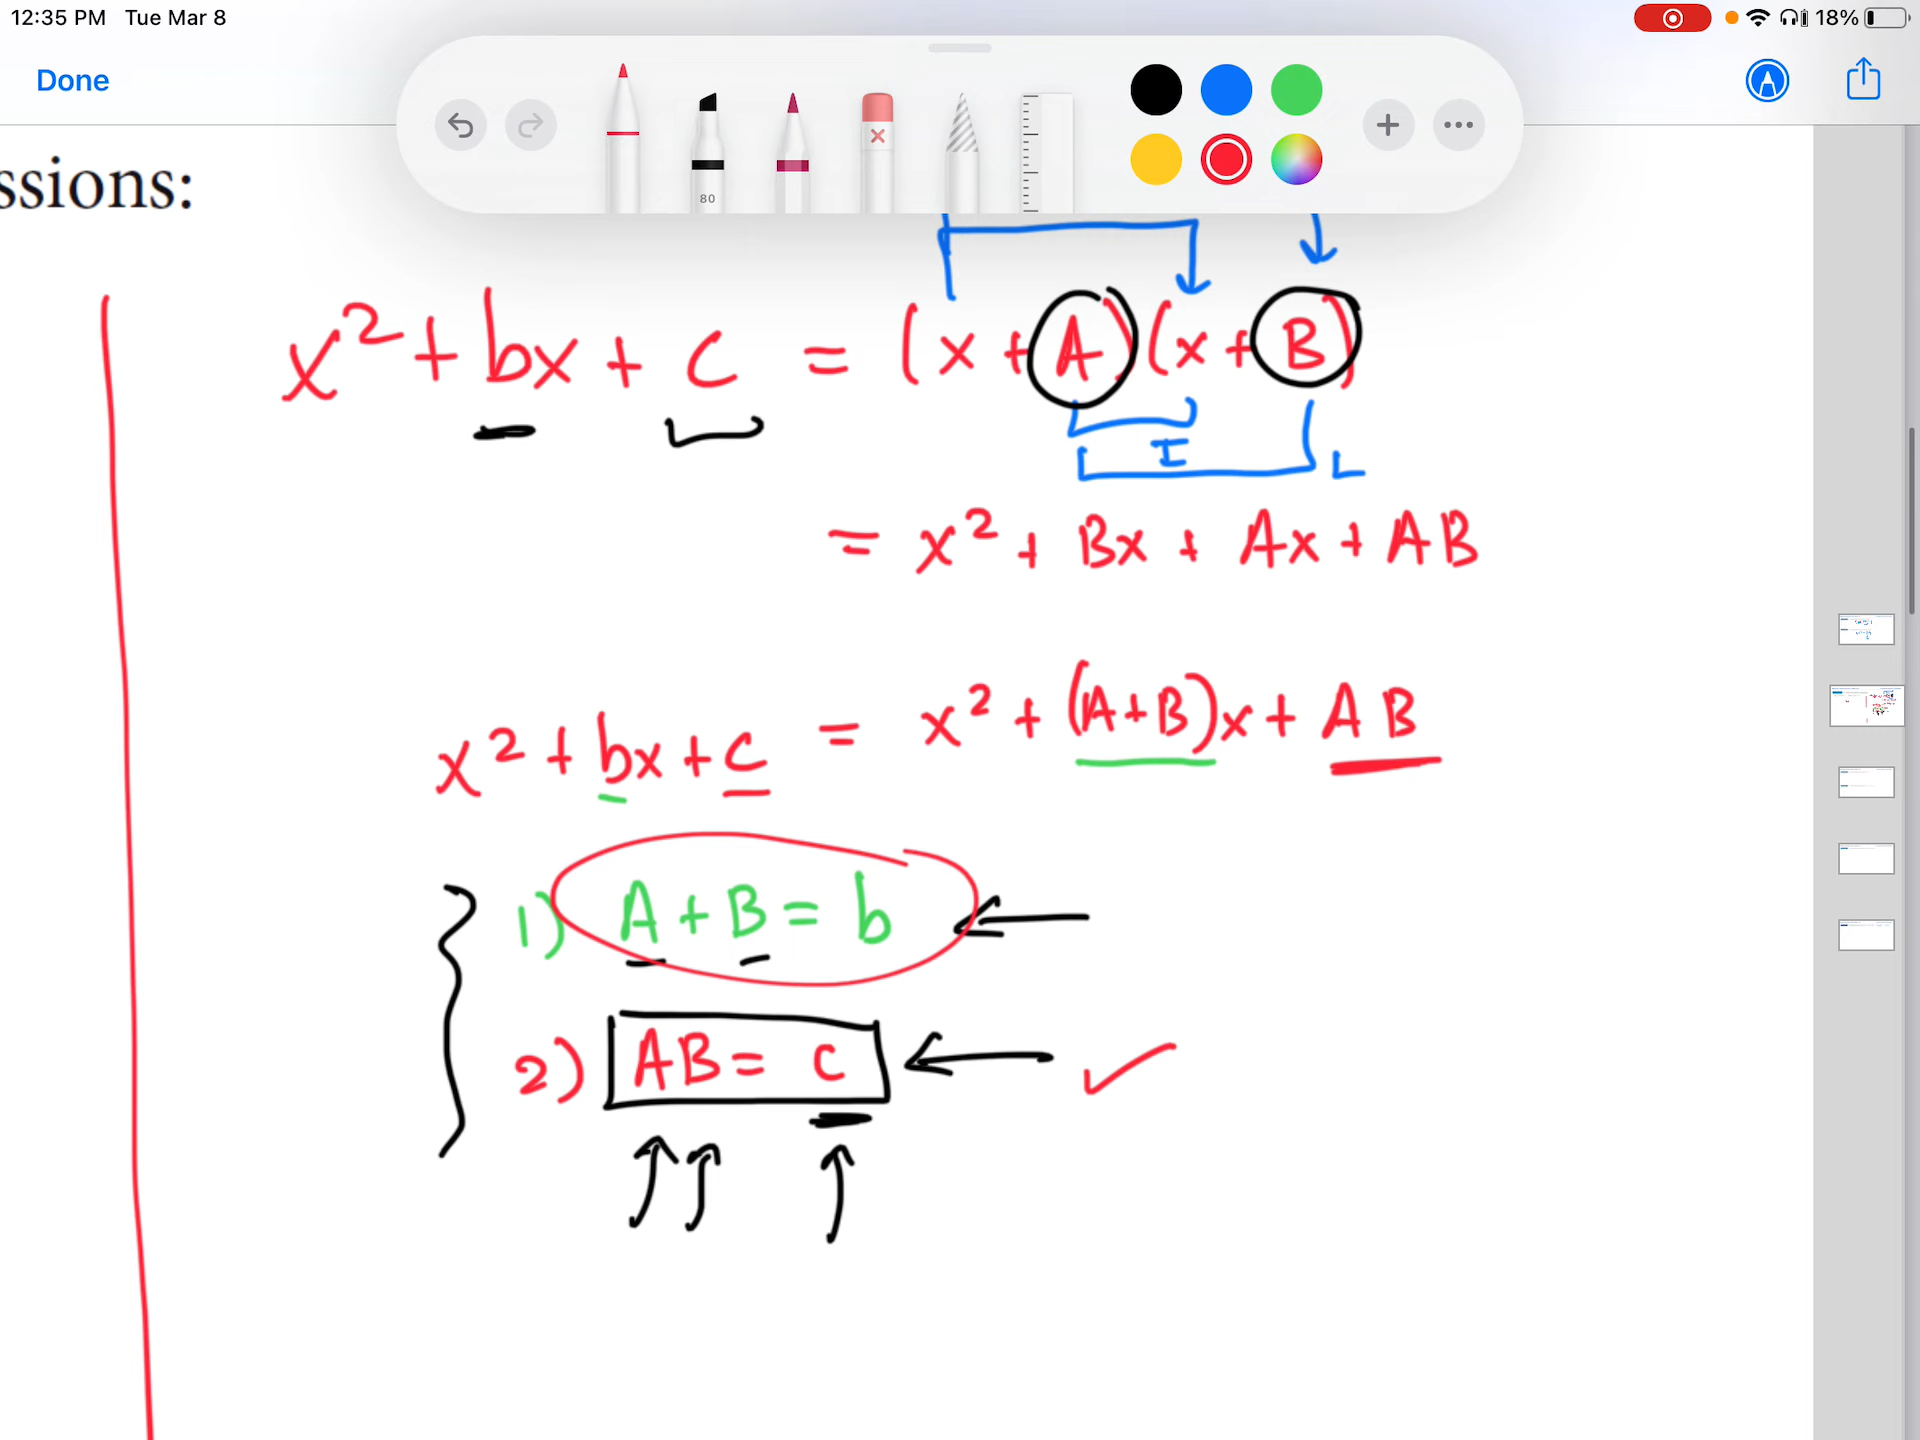 12:35 PM Tue Mar 8
18%
Done
80
ssions:
x² + bx + c = (x + A)(x + B)
I
L
= x² + Bx + Ax + AB
x² + bx + c = x² + (A+B)x + AB
1) A + B = b
2) AB = c